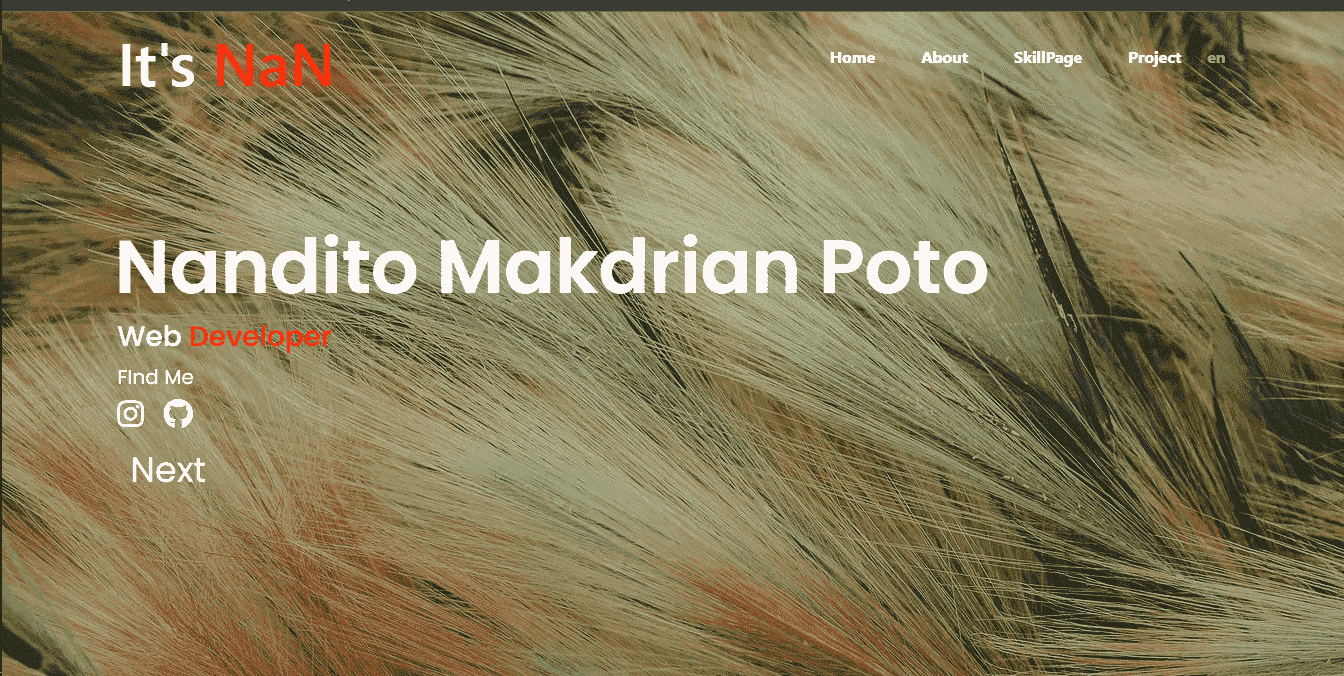 It's NaN
Home About SkillPage Project en
Nandito Makdrian Poto
Web Developer
FInd Me
Next